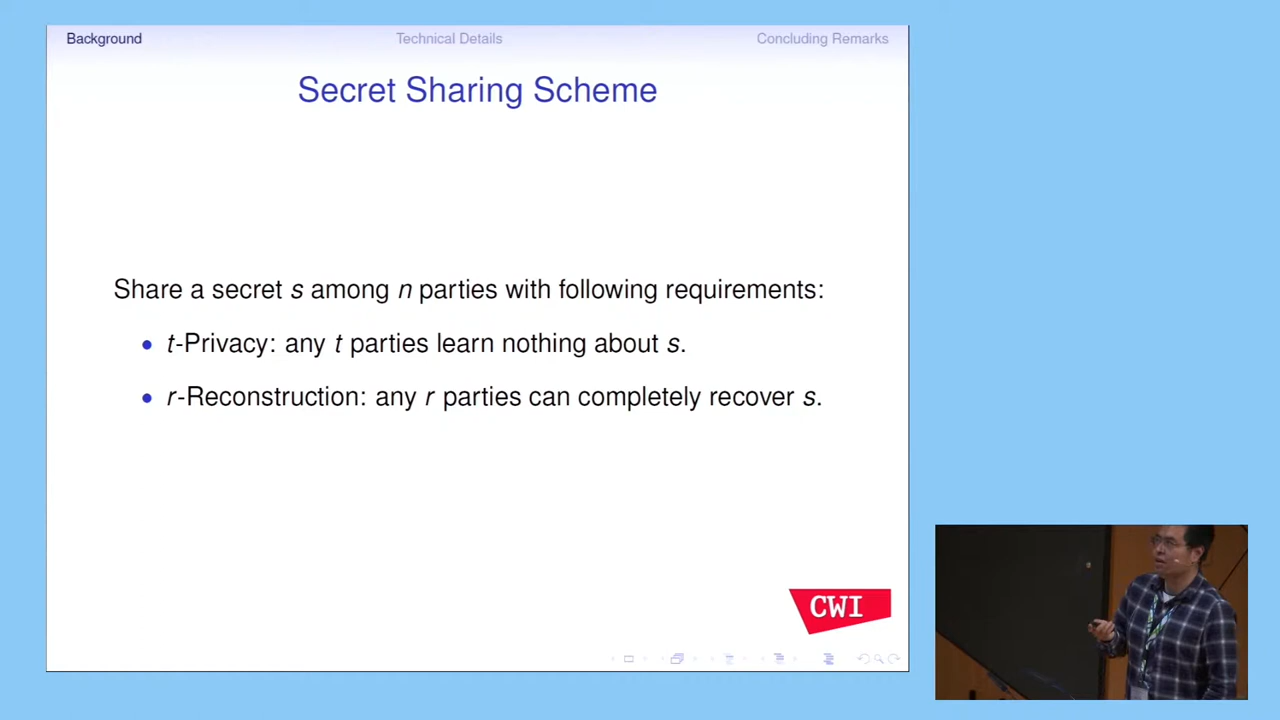 Background Technical Details Concluding Remarks
Secret Sharing Scheme
Share a secret s among n parties with following requirements:
• t-Privacy: any t parties learn nothing about s.
• r-Reconstruction: any r parties can completely recover s.
CWI